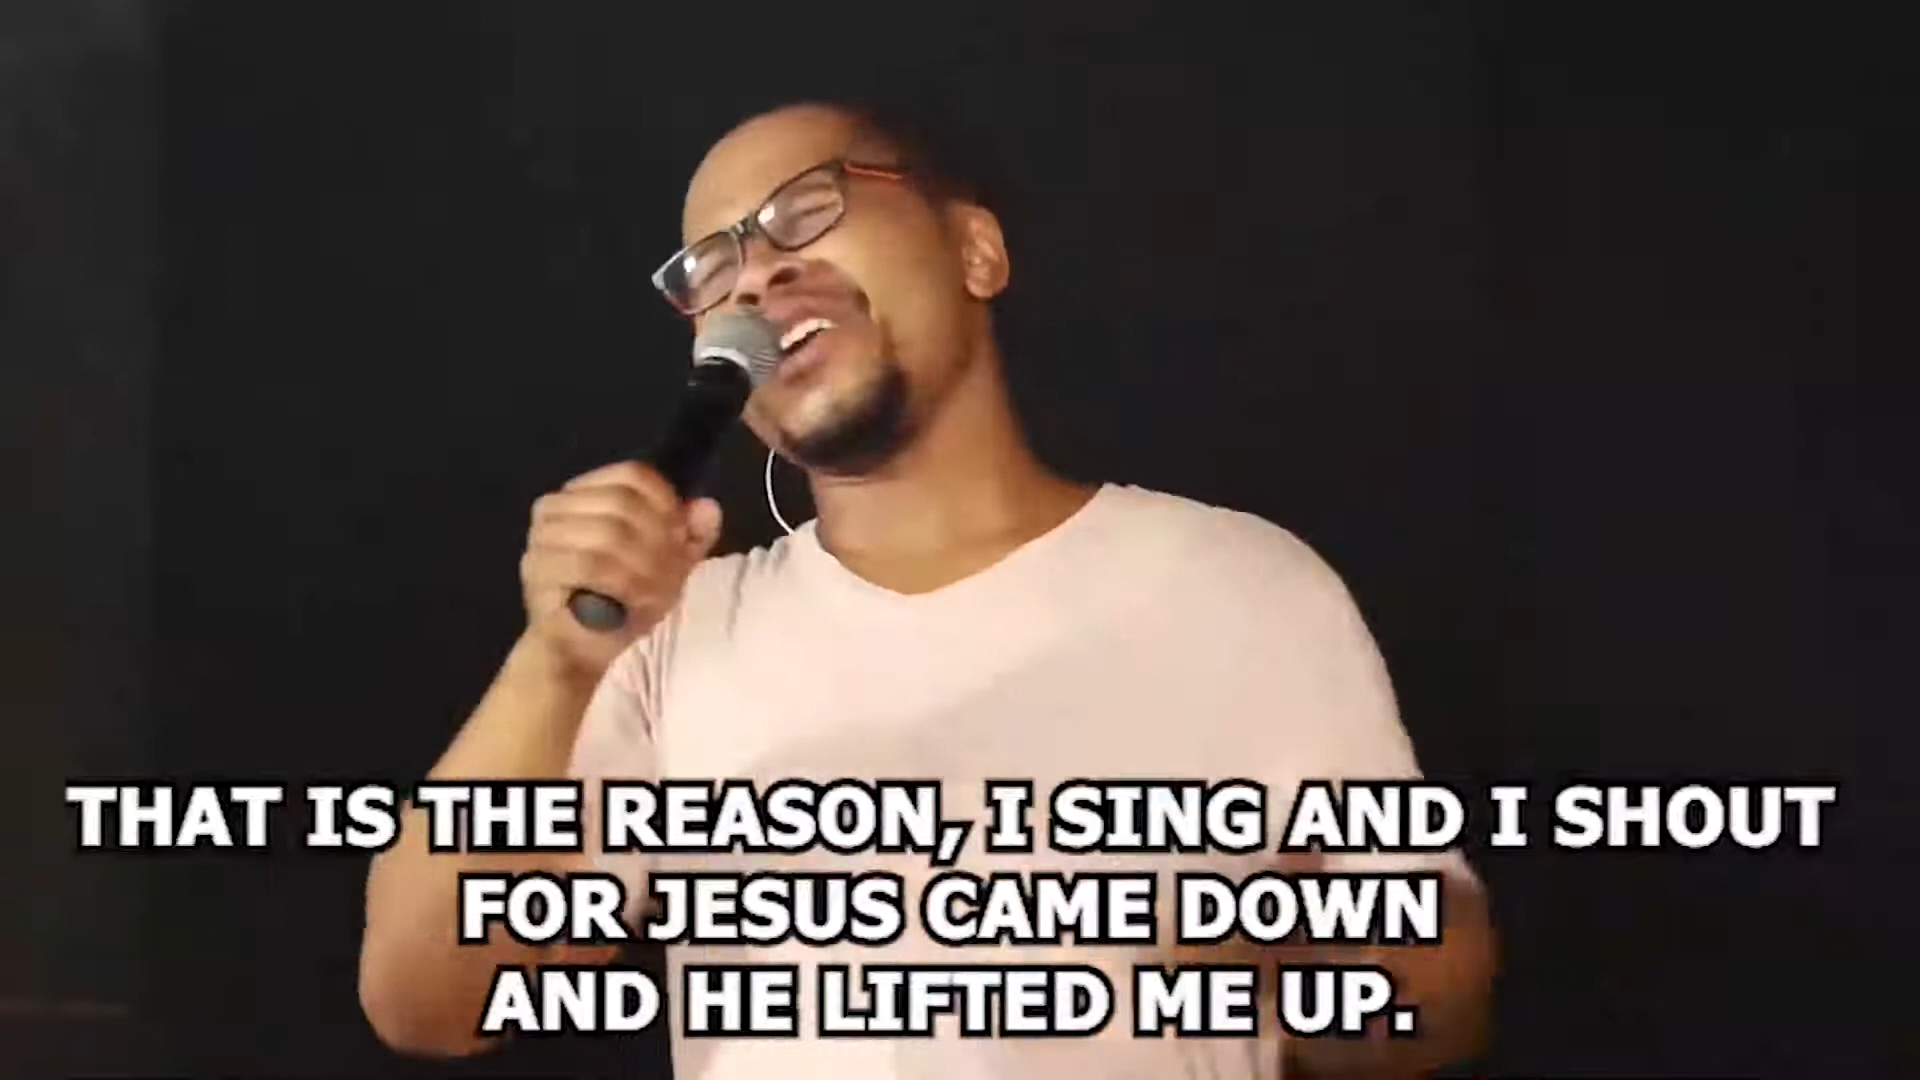 THAT IS THE REASON, I SING AND I SHOUT
FOR JESUS CAME DOWN
AND HE LIFTED ME UP.